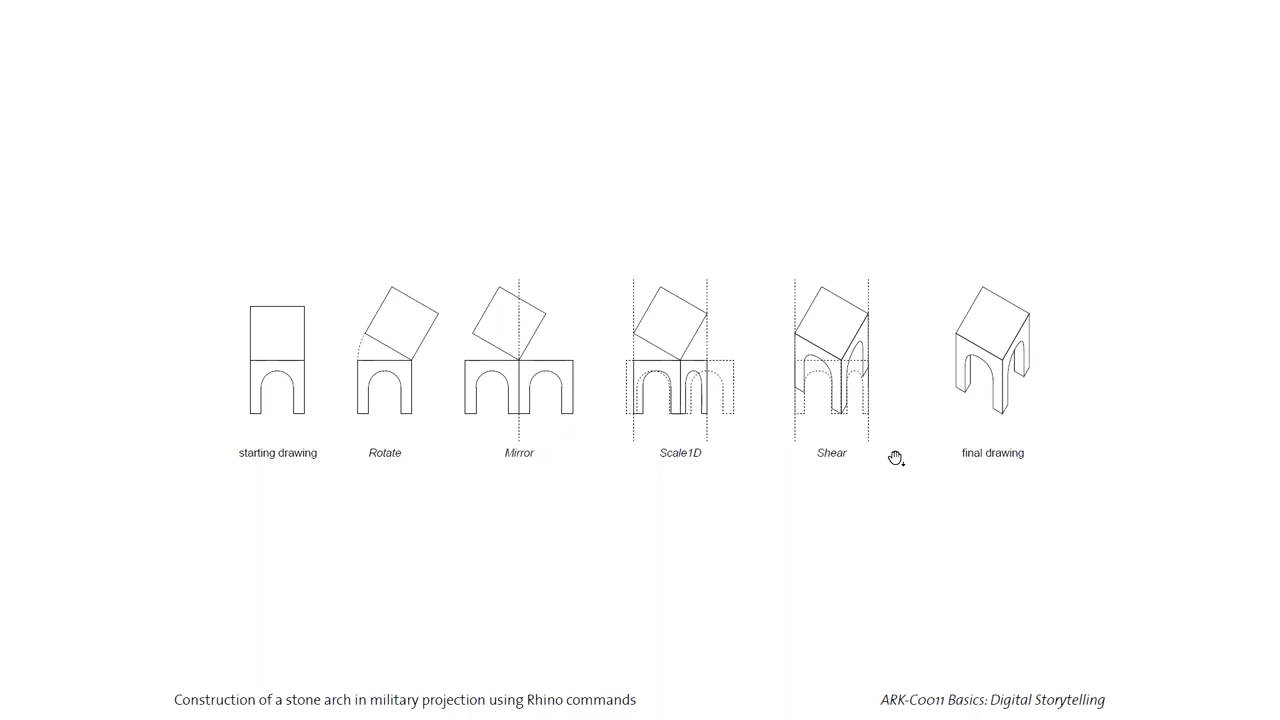 starting drawing
Rotate
Mirror
Scale1D
Shear
final drawing
Construction of a stone arch in military projection using Rhino commands
ARK-C0011 Basics: Digital Storytelling